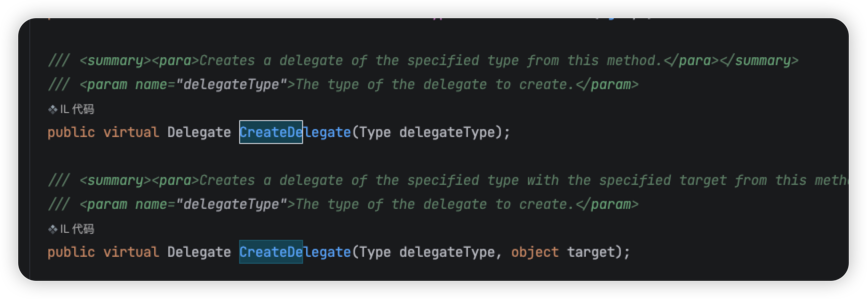 /// <summary><para>Creates a delegate of the specified type from this method.</para></summary>
/// <param name="delegateType">The type of the delegate to create.</param>
IL 代码
public virtual Delegate CreateDelegate(Type delegateType);
/// <summary><para>Creates a delegate of the specified type with the specified target from this
/// <param name="delegateType">The type of the delegate to create.</param>
IL 代码
public virtual Delegate CreateDelegate(Type delegateType, object target);